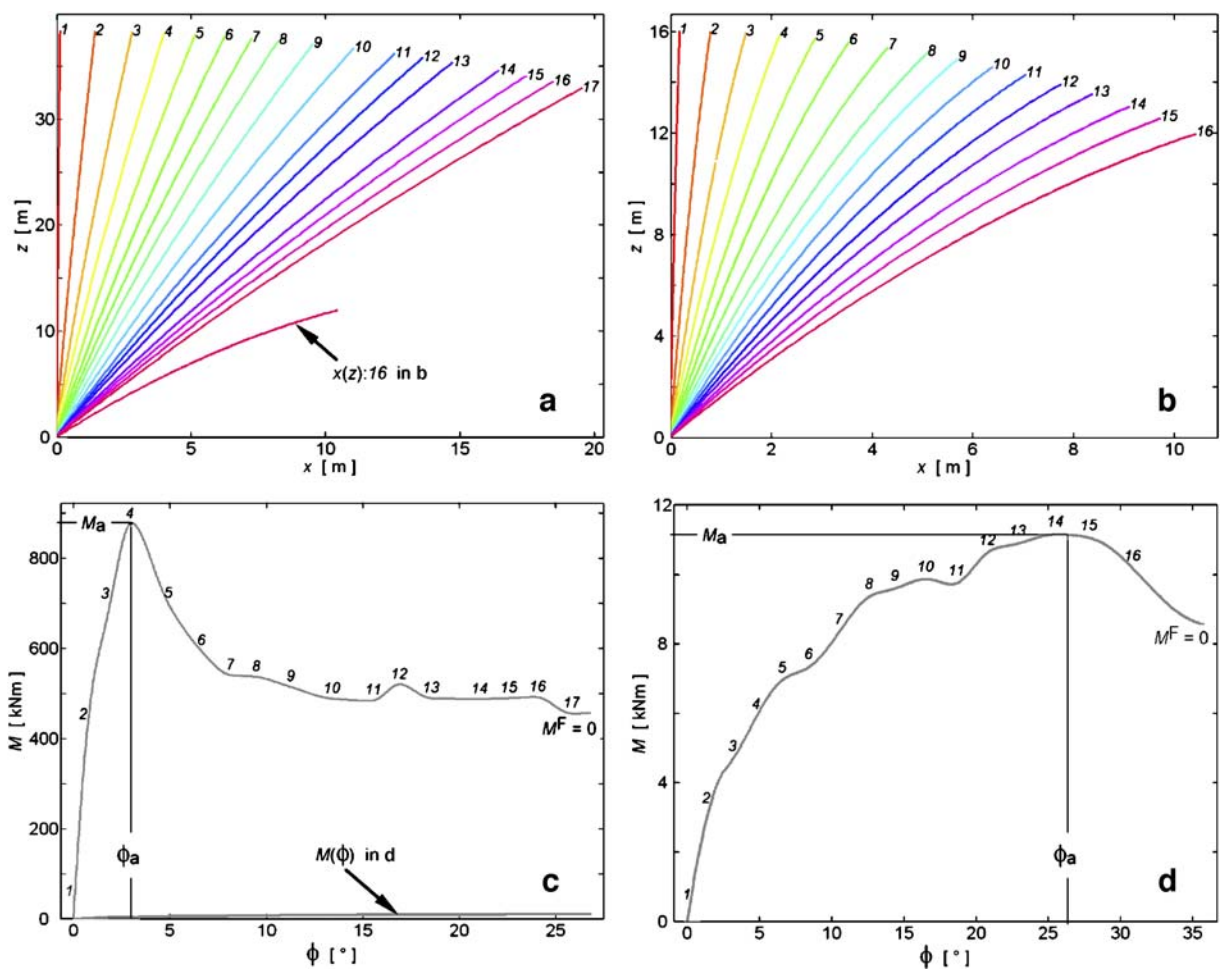 1 2 3 4 5 6 7 8 9 10 11 12 13 14 15 16 17
30
20
10
0
z [ m ]
0 5 10 15 20
x [ m ]
x(z):16 in b
a
1 2 3 4 5 6 7 8 9 10 11 12 13 14 15 16
16
12
8
4
0
z [ m ]
0 2 4 6 8 10
x [ m ]
b
Ma
1 2 3 4 5 6 7 8 9 10 11 12 13 14 15 16 17
MF = 0
800
600
400
200
0
M [ kNm ]
ϕa
M(ϕ) in d
c
0 5 10 15 20 25
ϕ [ ° ]
Ma
1 2 3 4 5 6 7 8 9 10 11 12 13 14 15 16
MF = 0
12
8
4
0
M [ kNm ]
ϕa
d
0 5 10 15 20 25 30 35
ϕ [ ° ]